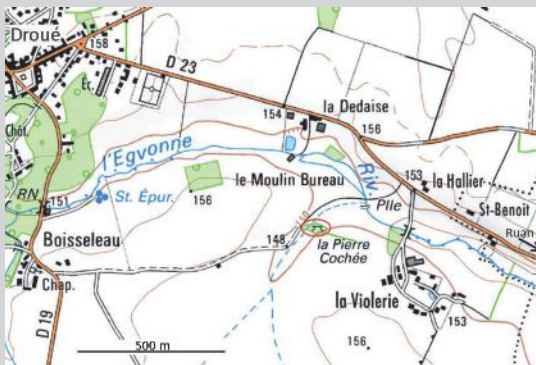 Droué
158
D 23
Éc.
Chât.
154
la Dedaise
156
l'Egvonne
Riv.
153
la Hallier
le Moulin Bureau
RN
151
St. Épur.
156
Plle
St-Benoit
Ruan
Boisseleau
148
150
la Pierre
Cochée
Chap.
la Violerie
153
D 19
500 m
156